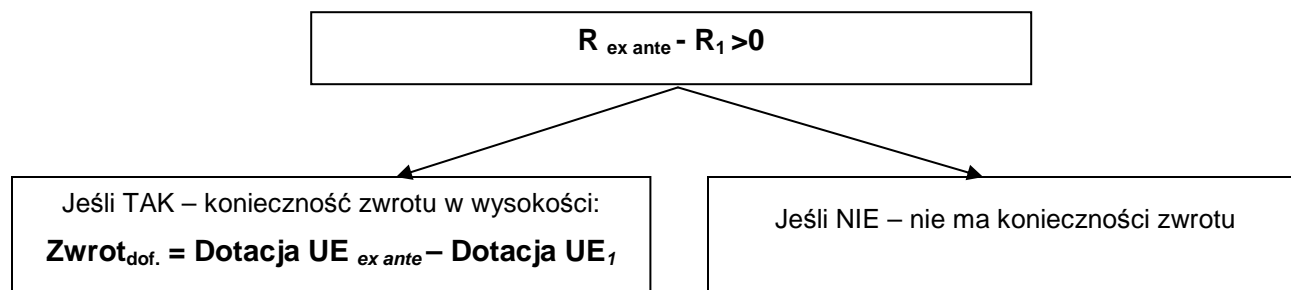 R ex ante - R1 >0
Jeśli TAK – konieczność zwrotu w wysokości:
Zwrotdof. = Dotacja UE ex ante – Dotacja UE1
Jeśli NIE – nie ma konieczności zwrotu